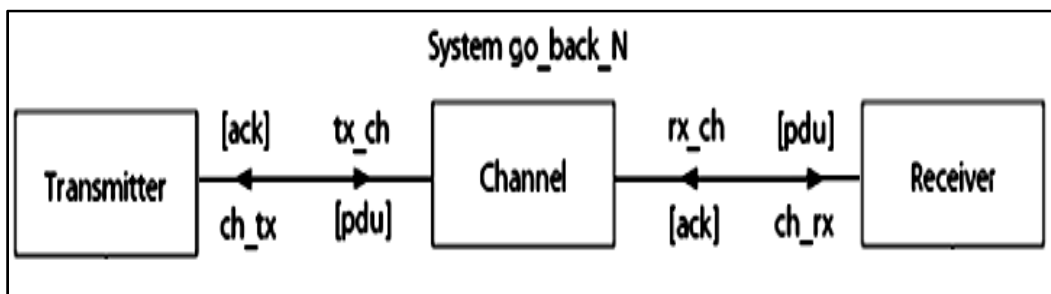 System go_back_N
[ack] tx_ch rx_ch [pdu]
Transmitter Channel Receiver
ch_tx [pdu] [ack] ch_rx